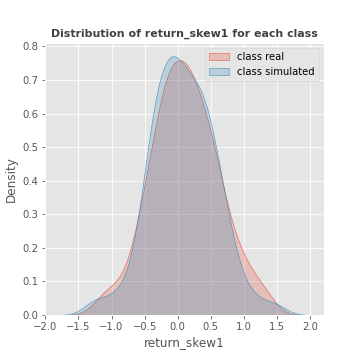 Distribution of return_skew1 for each class
class real
class simulated
Density
0.8
0.7
0.6
0.5
0.4
0.3
0.2
0.1
0.0
−2.0 −1.5 −1.0 −0.5 0.0 0.5 1.0 1.5 2.0
return_skew1